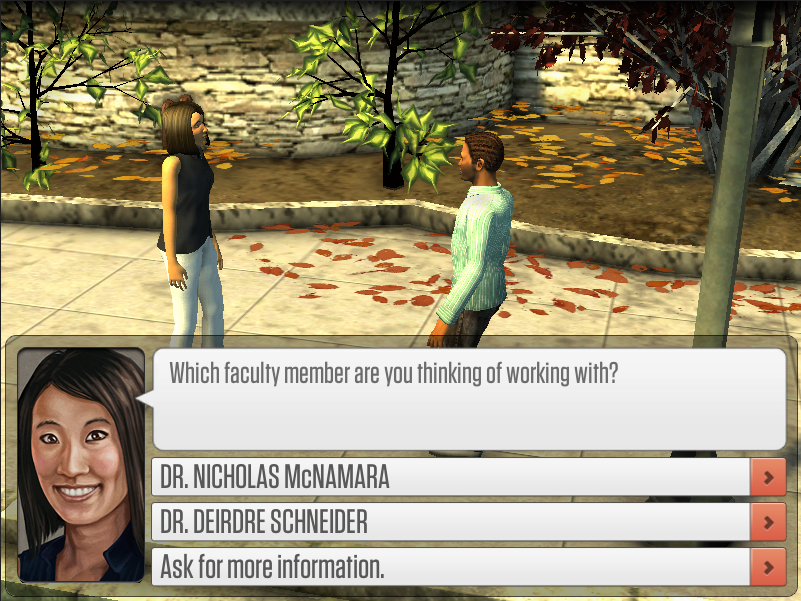 Which faculty member are you thinking of working with?
DR. NICHOLAS McNAMARA
DR. DEIRDRE SCHNEIDER
Ask for more information.